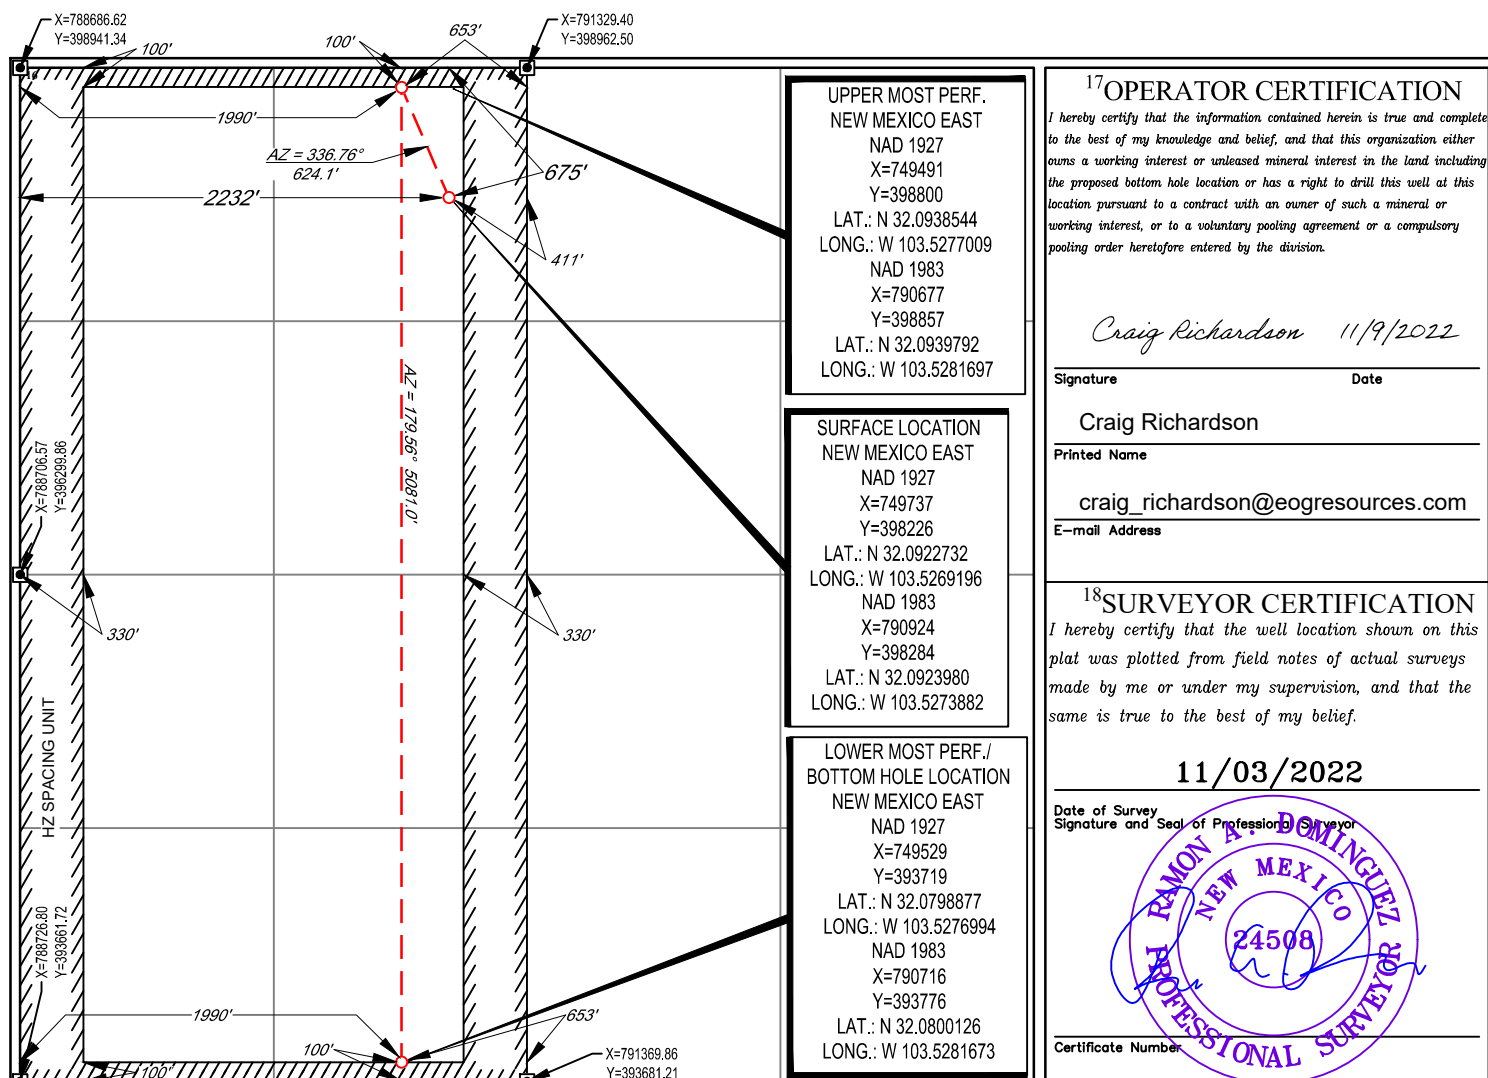 X=788686.62
Y=398941.34
100'
100'
653'
X=791329.40
Y=398962.50
1990'
AZ = 336.76°
624.1'
675'
2232'
411'
AZ = 179.56° 5081.0'
X=788706.57
Y=396299.86
330'
330'
HZ SPACING UNIT
X=788726.80
Y=393661.72
1990'
653'
100'
100'
X=791369.86
Y=393681.21
UPPER MOST PERF.
NEW MEXICO EAST
NAD 1927
X=749491
Y=398800
LAT.: N 32.0938544
LONG.: W 103.5277009
NAD 1983
X=790677
Y=398857
LAT.: N 32.0939792
LONG.: W 103.5281697
SURFACE LOCATION
NEW MEXICO EAST
NAD 1927
X=749737
Y=398226
LAT.: N 32.0922732
LONG.: W 103.5269196
NAD 1983
X=790924
Y=398284
LAT.: N 32.0923980
LONG.: W 103.5273882
LOWER MOST PERF./
BOTTOM HOLE LOCATION
NEW MEXICO EAST
NAD 1927
X=749529
Y=393719
LAT.: N 32.0798877
LONG.: W 103.5276994
NAD 1983
X=790716
Y=393776
LAT.: N 32.0800126
LONG.: W 103.5281673
17OPERATOR CERTIFICATION
I hereby certify that the information contained herein is true and complete
to the best of my knowledge and belief, and that this organization either
owns a working interest or unleased mineral interest in the land including
the proposed bottom hole location or has a right to drill this well at this
location pursuant to a contract with an owner of such a mineral or
working interest, or to a voluntary pooling agreement or a compulsory
pooling order heretofore entered by the division.
Craig Richardson 11/9/2022
Signature Date
Craig Richardson
Printed Name
craig_richardson@eogresources.com
E-mail Address
18SURVEYOR CERTIFICATION
I hereby certify that the well location shown on this
plat was plotted from field notes of actual surveys
made by me or under my supervision, and that the
same is true to the best of my belief.
11/03/2022
Date of Survey
Signature and Seal of Professional Surveyor
RAMON A. DOMINGUEZ
NEW MEXICO
24508
PROFESSIONAL SURVEYOR
Certificate Number